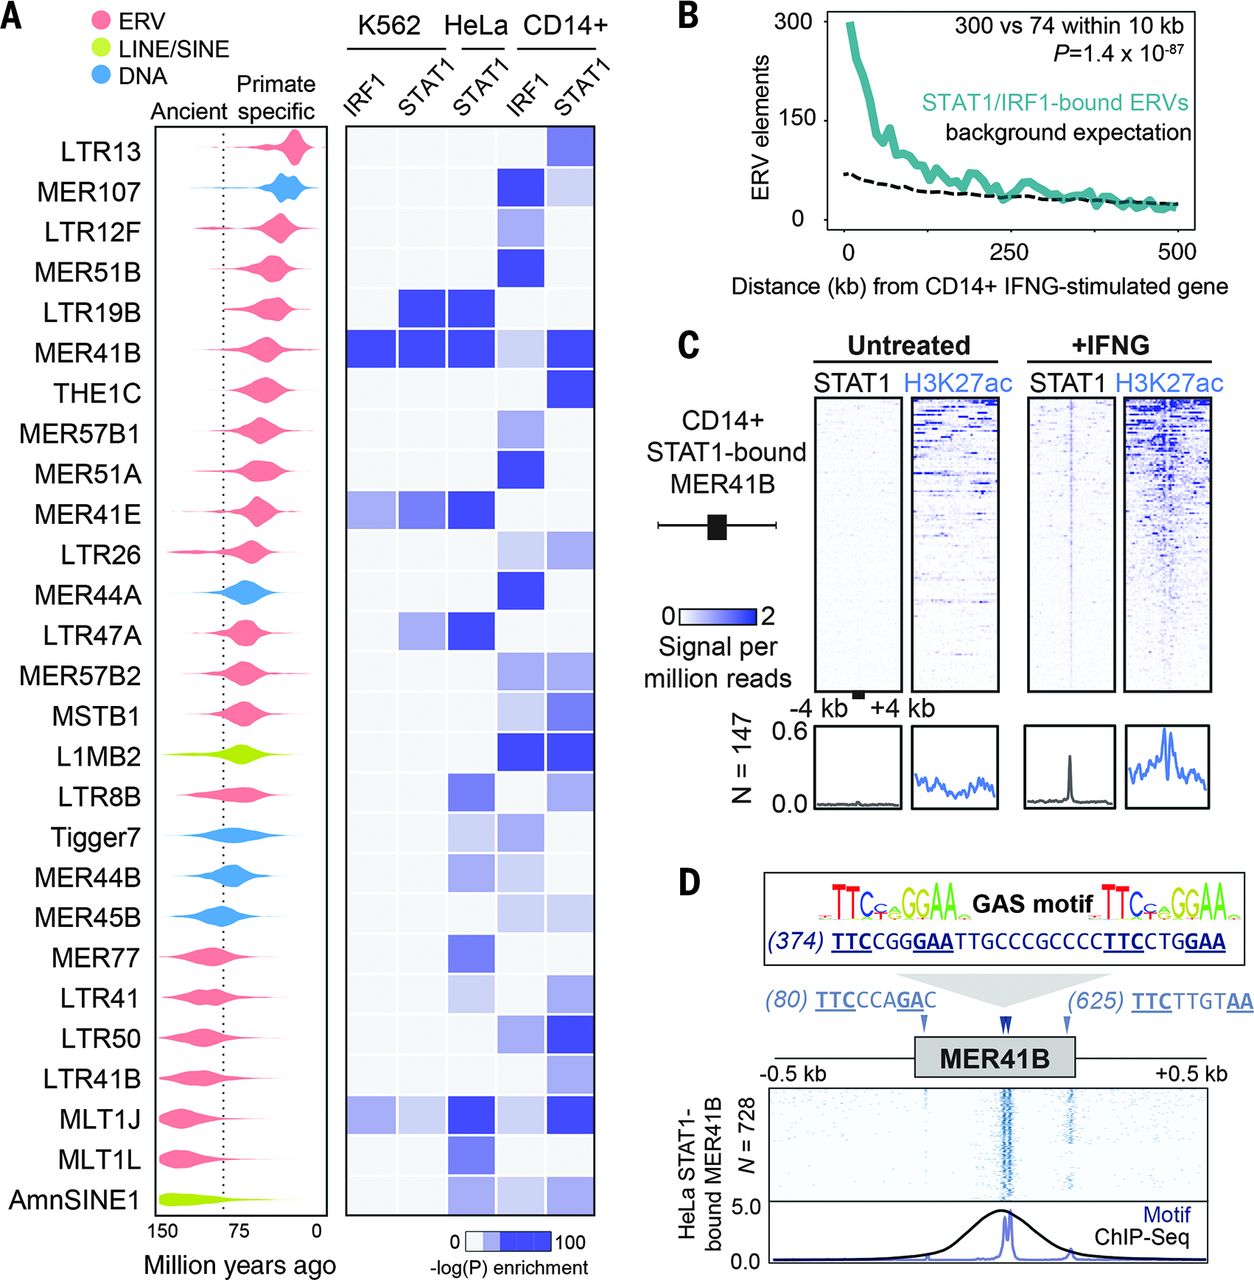 A
ERV
LINE/SINE
DNA
Ancient
Primate
specific
K562
HeLa
CD14+
IRF1
STAT1
STAT1
IRF1
STAT1
LTR13
MER107
LTR12F
MER51B
LTR19B
MER41B
THE1C
MER57B1
MER51A
MER41E
LTR26
MER44A
LTR47A
MER57B2
MSTB1
L1MB2
LTR8B
Tigger7
MER44B
MER45B
MER77
LTR41
LTR50
LTR41B
MLT1J
MLT1L
AmnSINE1
150 75 0
Million years ago
0 100
-log(P) enrichment
B
300
150
0
ERV elements
300 vs 74 within 10 kb
P=1.4 x 10-87
STAT1/IRF1-bound ERVs
background expectation
0 250 500
Distance (kb) from CD14+ IFNG-stimulated gene
C
Untreated
+IFNG
STAT1 H3K27ac
STAT1 H3K27ac
CD14+
STAT1-bound
MER41B
0 2
Signal per
million reads
-4 kb +4 kb
N = 147
0.6
0.0
D
TTCCCAGGAA GAS motif TTCCCAGGAA
(374) TTCCGGGAATTGCCCGCCCCTTCCTGGAA
(80) TTCCCAGAC
(625) TTCTTGTAA
MER41B
-0.5 kb
+0.5 kb
HeLa STAT1-
bound MER41B
N = 728
5.0
0.0
Motif
ChIP-Seq